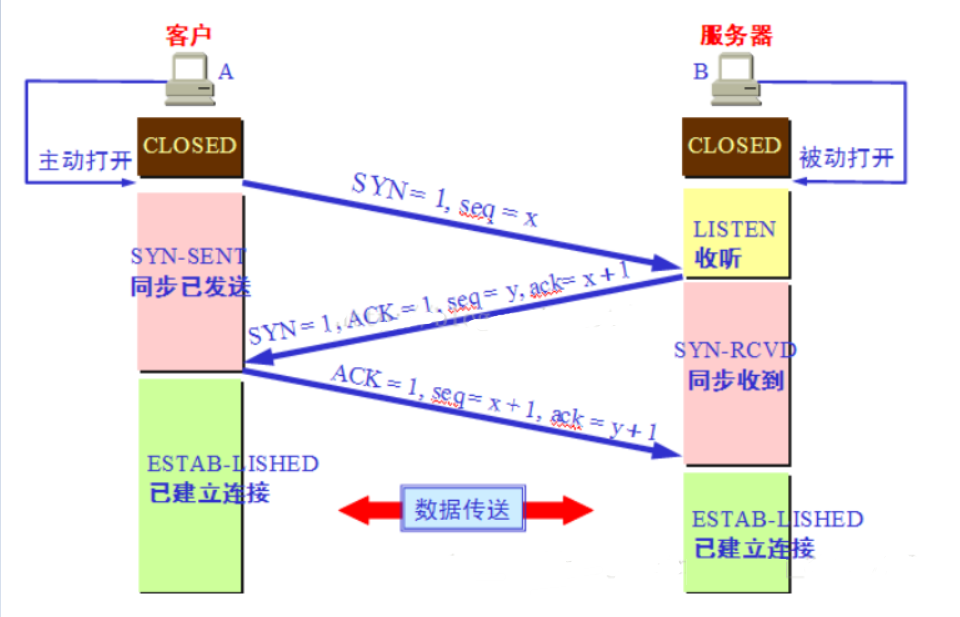 客户
服务器
A
B
CLOSED
CLOSED
主动打开
被动打开
SYN = 1, seq = x
LISTEN
收听
SYN-SENT
同步已发送
SYN = 1, ACK = 1, seq = y, ack= x + 1
SYN-RCVD
同步收到
ACK = 1, seq = x + 1, ack = y + 1
ESTAB-LISHED
已建立连接
数据传送
ESTAB-LISHED
已建立连接